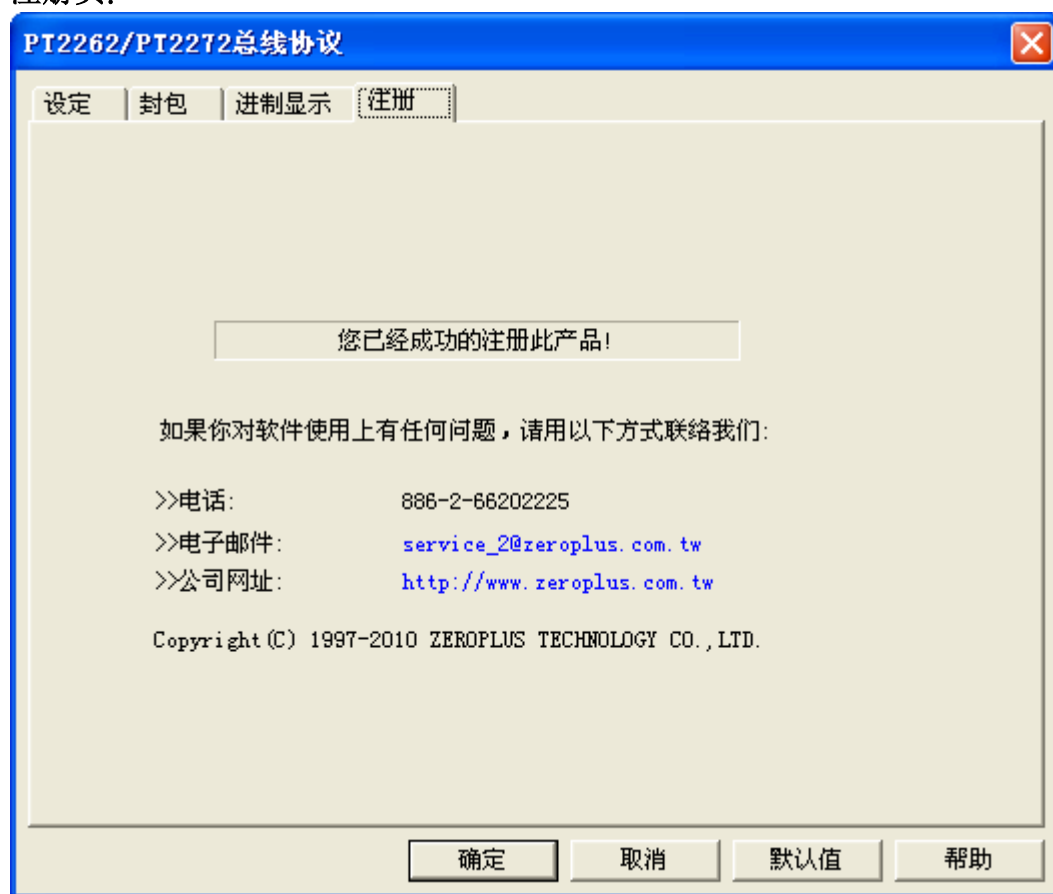 PT2262/PT2272总线协议
设定 封包 进制显示 注册
您已经成功的注册此产品!
如果你对软件使用上有任何问题,请用以下方式联络我们:
>>电话: 886-2-66202225
>>电子邮件: service_2@zeroplus.com.tw
>>公司网址: http://www.zeroplus.com.tw
Copyright(C) 1997-2010 ZEROPLUS TECHNOLOGY CO.,LTD.
确定 取消 默认值 帮助